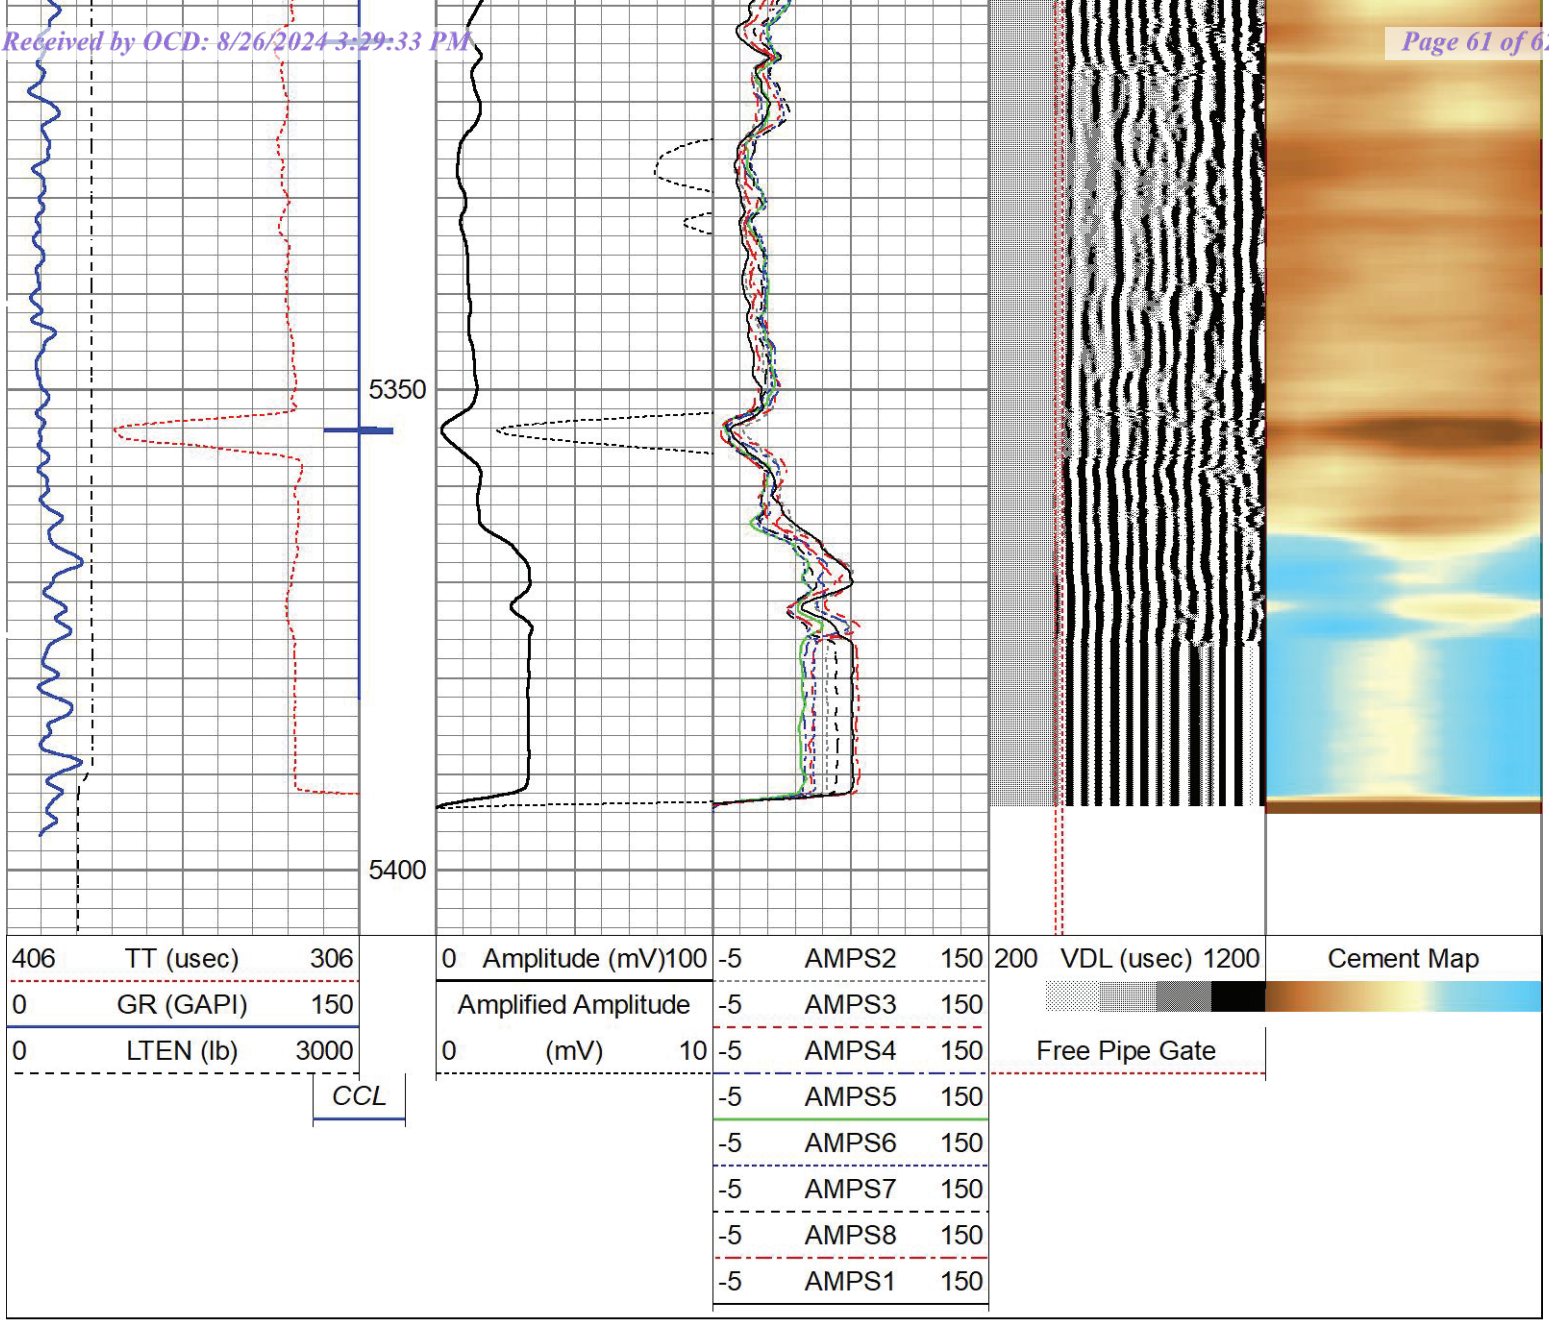 Received by OCD: 8/26/2024 3:29:33 PM
Page 61 of 62
5350
5400
406 TT (usec) 306
0 GR (GAPI) 150
0 LTEN (lb) 3000
CCL
0 Amplitude (mV)100
Amplified Amplitude
0 (mV) 10
-5 AMPS2 150
-5 AMPS3 150
-5 AMPS4 150
-5 AMPS5 150
-5 AMPS6 150
-5 AMPS7 150
-5 AMPS8 150
-5 AMPS1 150
200 VDL (usec) 1200
Free Pipe Gate
Cement Map